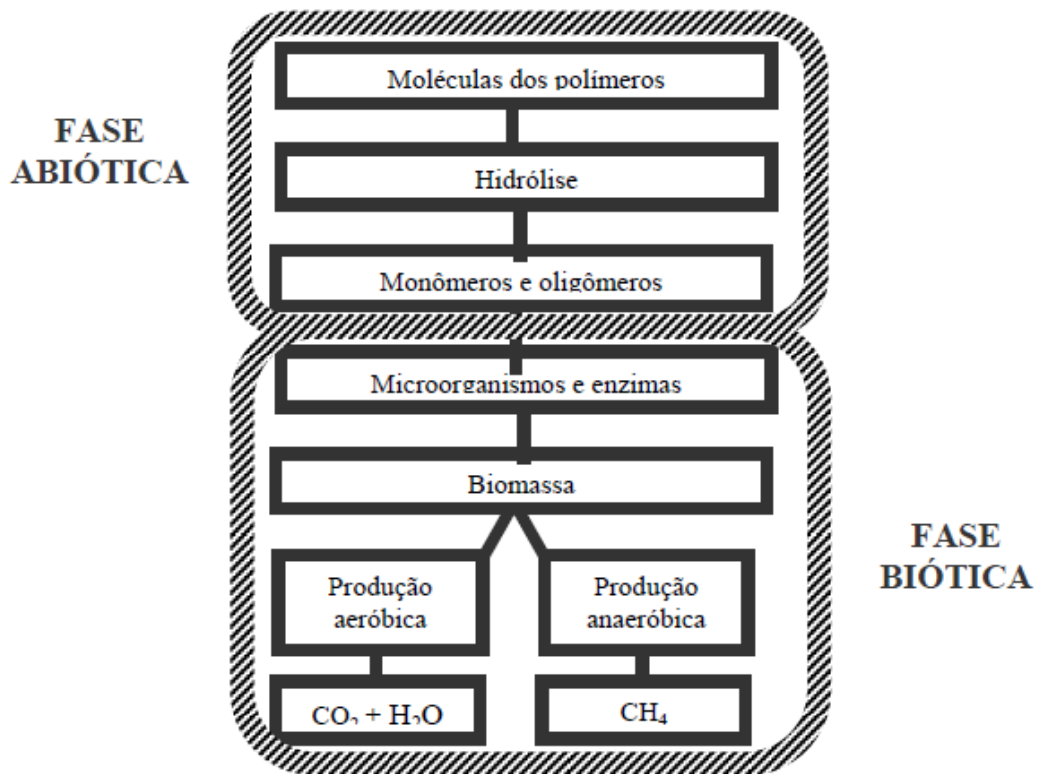 Moléculas dos polímeros
FASE
ABIÓTICA
Hidrólise
Monômeros e oligômeros
Microorganismos e enzimas
Biomassa
FASE
BIÓTICA
Produção
aeróbica
Produção
anaeróbica
CO₂ + H₂O
CH₄